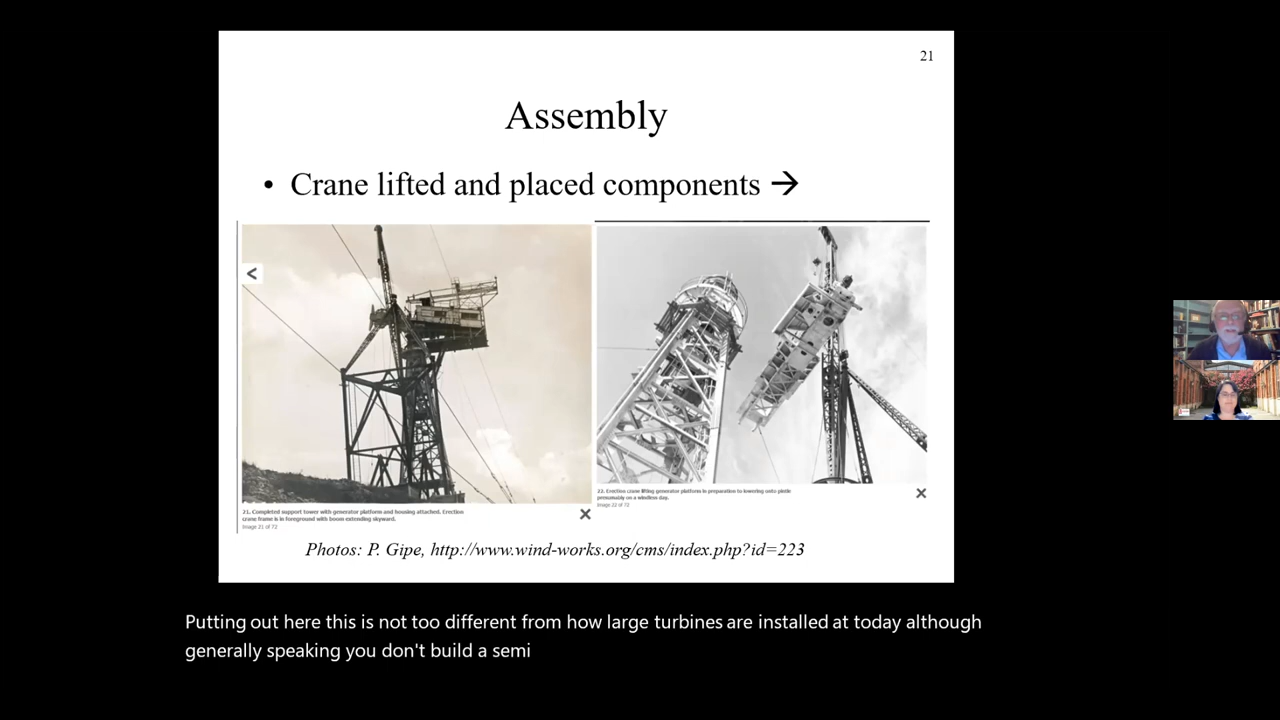 21
Assembly
• Crane lifted and placed components →
<
21. Completed support tower with generator platform and housing attached. Erection
crane frame is in foreground with boom extending skyward.
Image 21 of 72
×
22. Erection crane lifting generator platform in preparation to lowering onto pintle
presumably on a windless day.
Image 22 of 72
×
Photos: P. Gipe, http://www.wind-works.org/cms/index.php?id=223
Putting out here this is not too different from how large turbines are installed at today although
generally speaking you don't build a semi